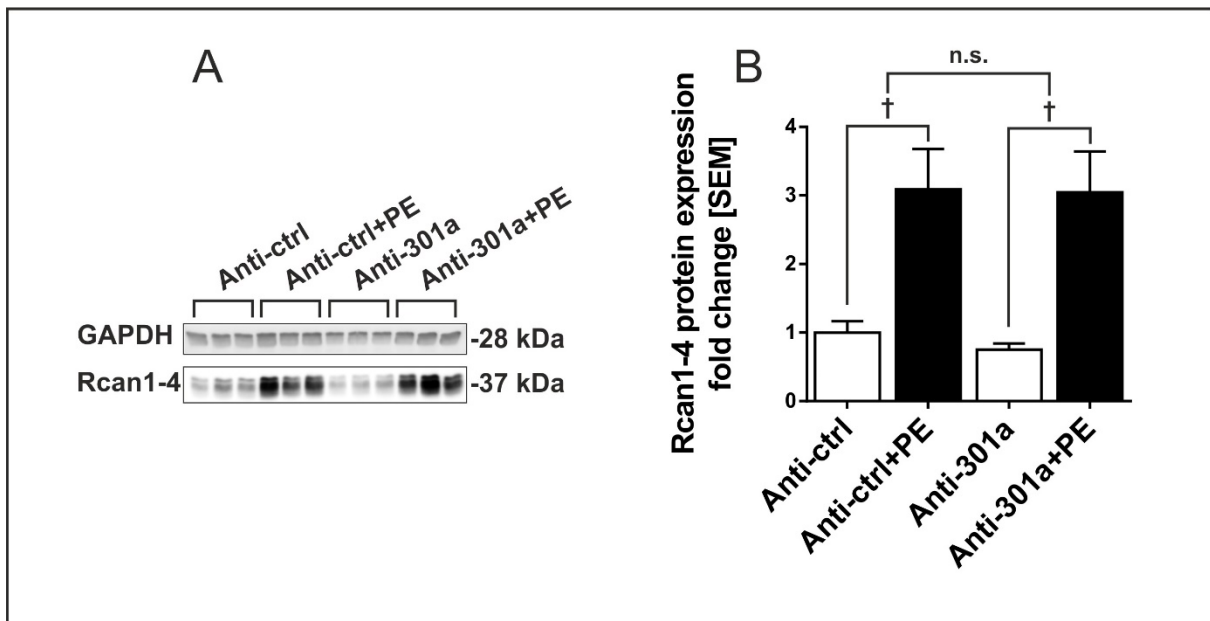 A
Anti-ctrl
Anti-ctrl+PE
Anti-301a
Anti-301a+PE
GAPDH
-28 kDa
Rcan1-4
-37 kDa
B
n.s.
† †
Rcan1-4 protein expression
fold change [SEM]
4
3
2
1
0
Anti-ctrl
Anti-ctrl+PE
Anti-301a
Anti-301a+PE